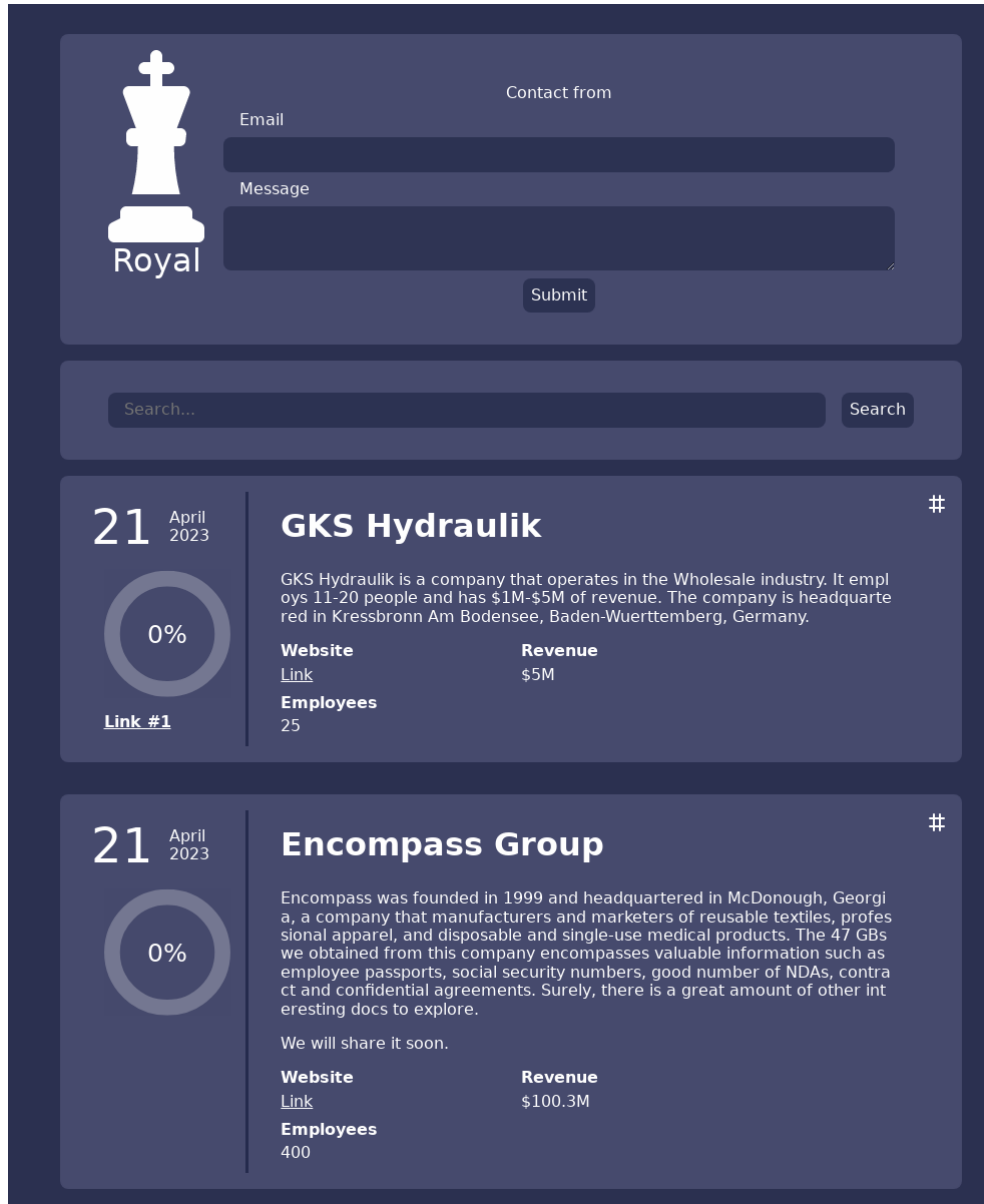 Contact from
Email
Message
Submit
Royal
Search...
Search
21
April
2023
0%
Link #1
GKS Hydraulik
#
GKS Hydraulik is a company that operates in the Wholesale industry. It empl
oys 11-20 people and has $1M-$5M of revenue. The company is headquarte
red in Kressbronn Am Bodensee, Baden-Wuerttemberg, Germany.
Website
Revenue
Link
$5M
Employees
25
21
April
2023
0%
Encompass Group
#
Encompass was founded in 1999 and headquartered in McDonough, Georgi
a, a company that manufacturers and marketers of reusable textiles, profes
sional apparel, and disposable and single-use medical products. The 47 GBs
we obtained from this company encompasses valuable information such as
employee passports, social security numbers, good number of NDAs, contra
ct and confidential agreements. Surely, there is a great amount of other int
eresting docs to explore.
We will share it soon.
Website
Revenue
Link
$100.3M
Employees
400